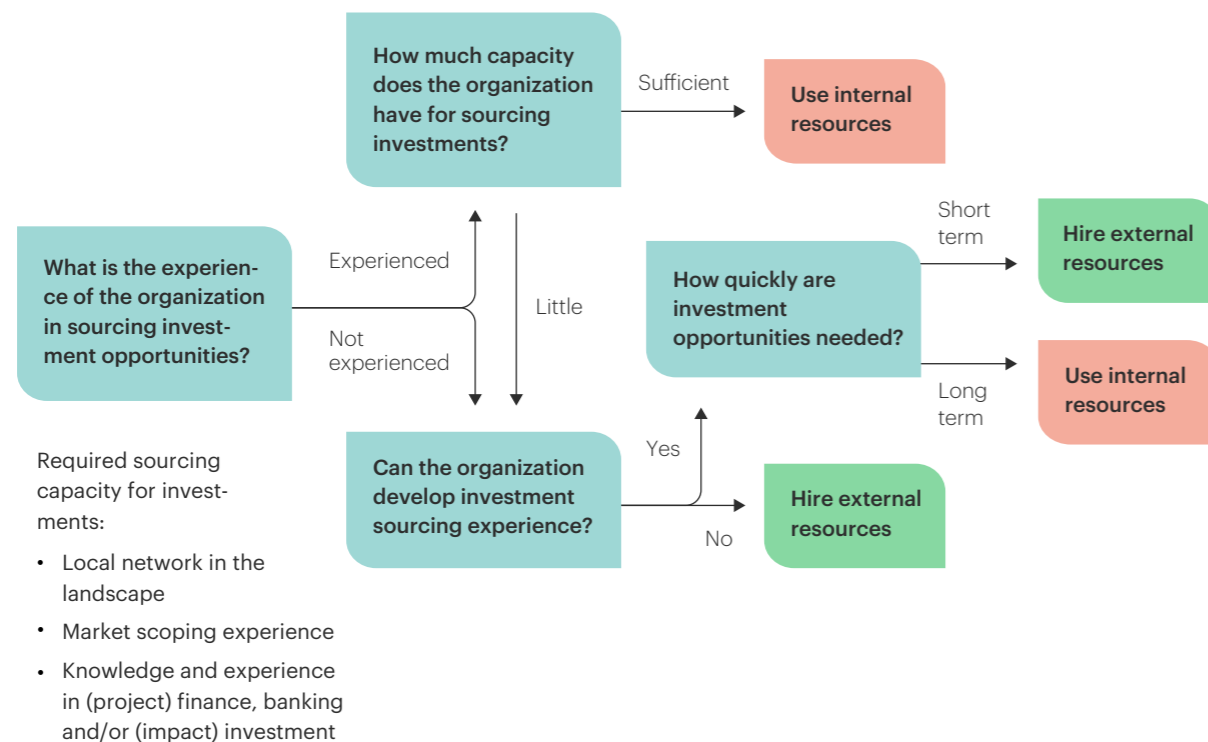 How much capacity
does the organization
have for sourcing
investments?
Sufficient
Use internal
resources
What is the experien-
ce of the organization
in sourcing invest-
ment opportunities?
Experienced
Not
experienced
Little
How quickly are
investment
opportunities needed?
Short
term
Hire external
resources
Long
term
Use internal
resources
Can the organization
develop investment
sourcing experience?
Yes
No
Hire external
resources
Required sourcing
capacity for invest-
ments:
• Local network in the
landscape
• Market scoping experience
• Knowledge and experience
in (project) finance, banking
and/or (impact) investment